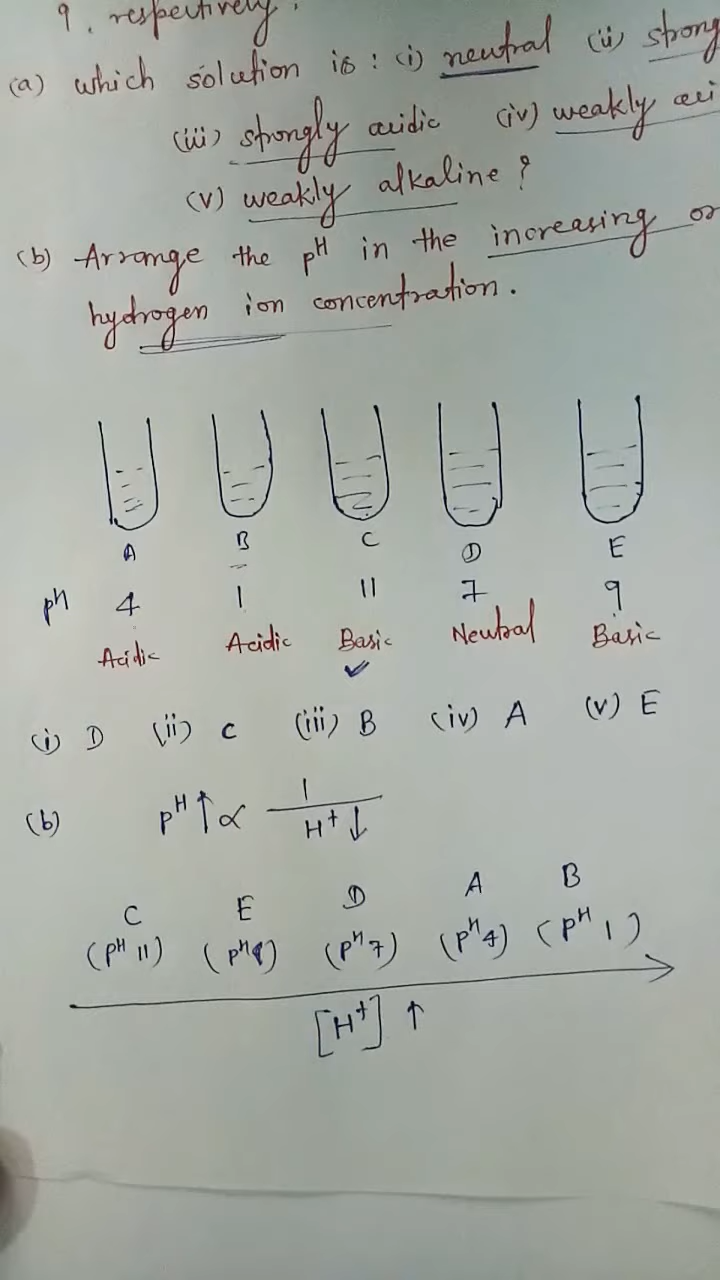 9. respectively.
(a) which solution is : (i) neutral (ii) strong
(iii) strongly acidic (iv) weakly aci
(v) weakly alkaline ?
(b) Arrange the pH in the increasing or
hydrogen ion concentration.
A B C D E
pH 4 1 11 7 9
Acidic Acidic Basic Neutral Basic
(i) D (ii) C (iii) B (iv) A (v) E
(b) pH ↑ ∝ 1
H+ ↓
C E D A B
(pH 11) (pH 9) (pH 7) (pH 4) (pH 1)
[H+] ↑